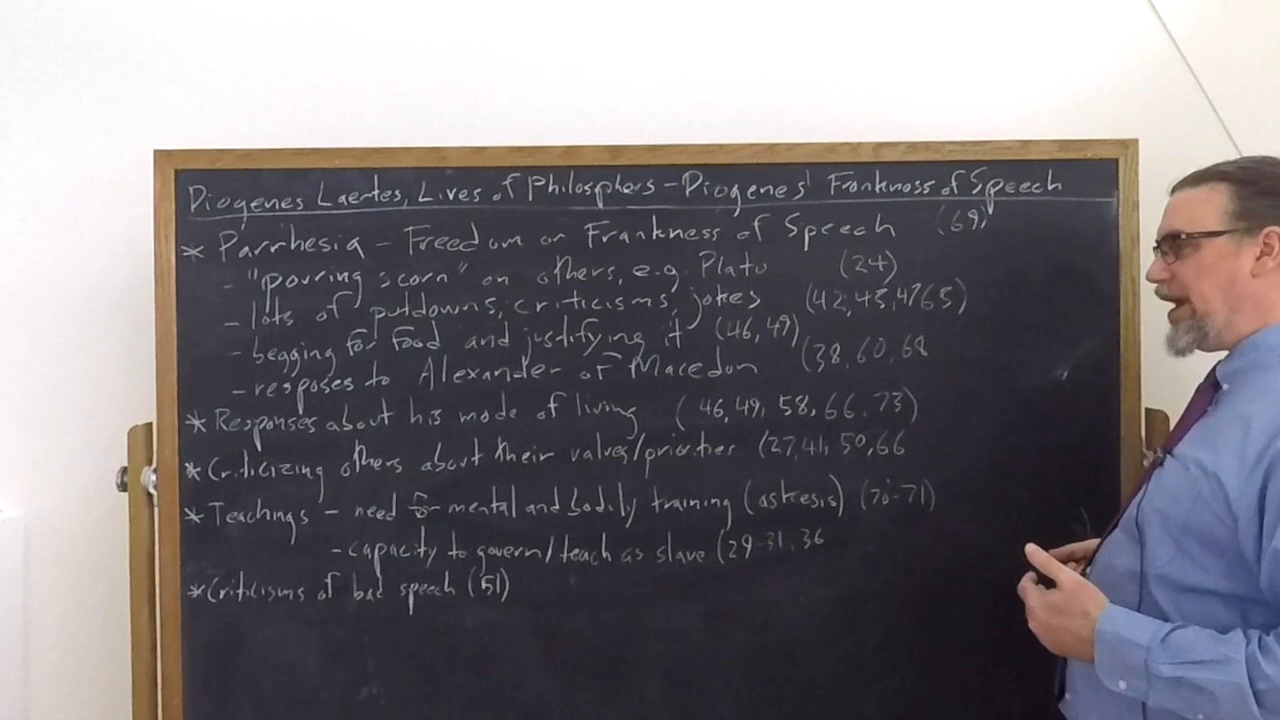 Diogenes Laertes, Lives of Philosphers - Diogenes' Frankness of Speech
* Parrhesia - Freedom or Frankness of Speech (69)
- "pouring scorn" on others, e.g. Plato (24)
- lots of putdowns, criticisms, jokes (42, 45, 47 65)
- begging for food and justifying it (46, 49)
- resposes to Alexander of Macedon (38, 60, 68
* Responses about his mode of living (46, 49, 58, 66, 73)
* Criticizing others about their values/priorities (27, 41, 50, 66
* Teachings - need for mental and bodily training (askesis) (70-71)
- capacity to govern/teach as slave (29-31, 36
* Criticisms of bad speech (51)